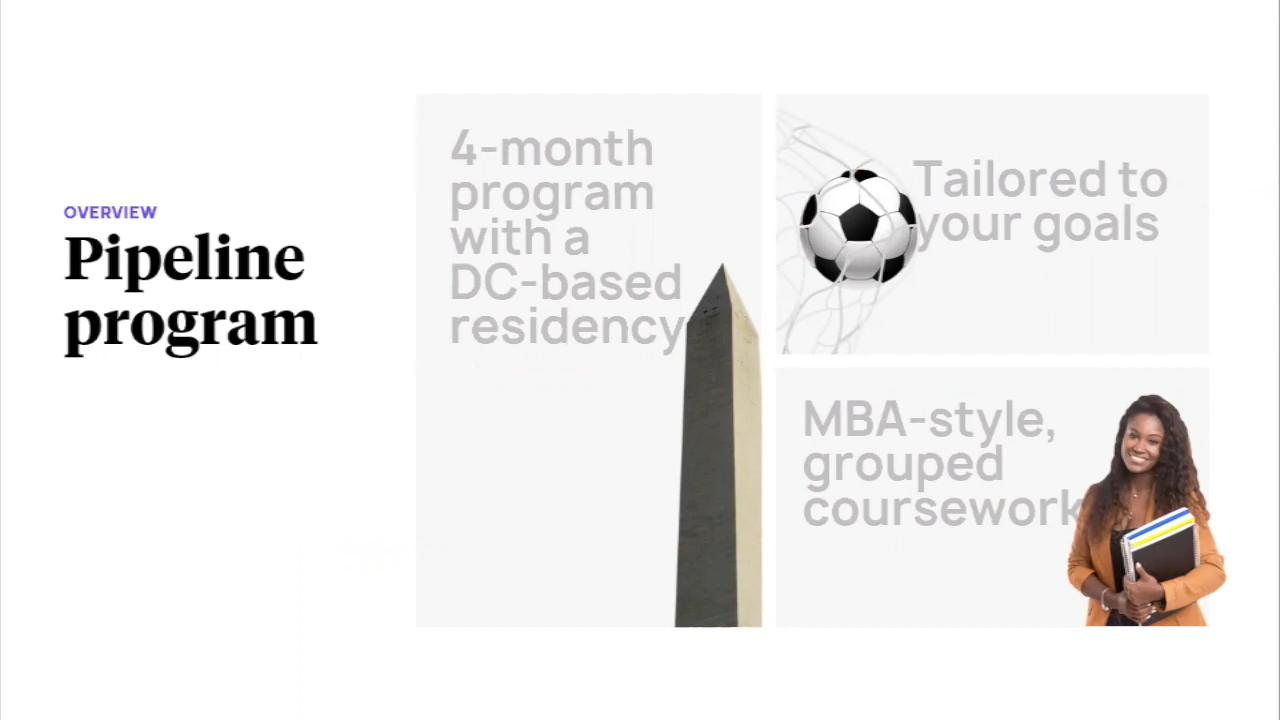 OVERVIEW
Pipeline
program
4-month
program
with a
DC-based
residency
Tailored to
your goals
MBA-style,
grouped
coursework